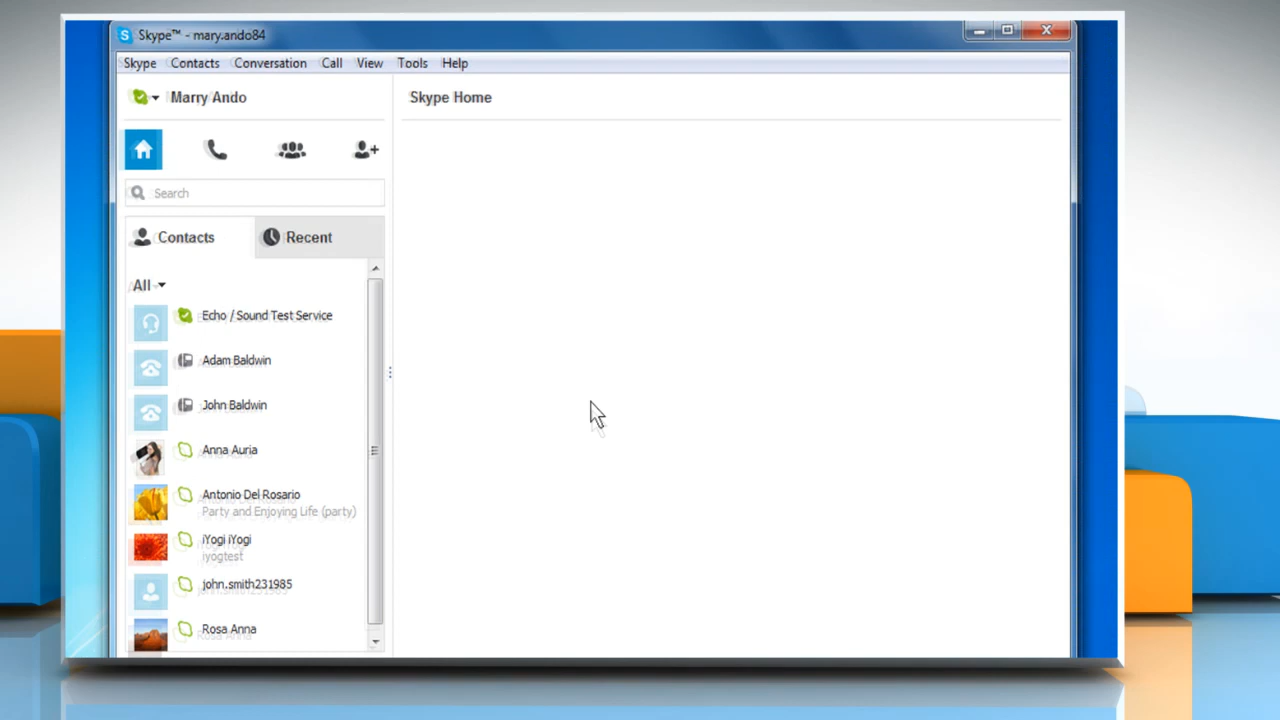 Skype™ - mary.ando84
Skype Contacts Conversation Call View Tools Help
Marry Ando
Skype Home
Search
Contacts
Recent
All
Echo / Sound Test Service
Adam Baldwin
John Baldwin
Anna Auria
Antonio Del Rosario
Party and Enjoying Life (party)
iYogi iYogi
iyogtest
john.smith231985
Rosa Anna